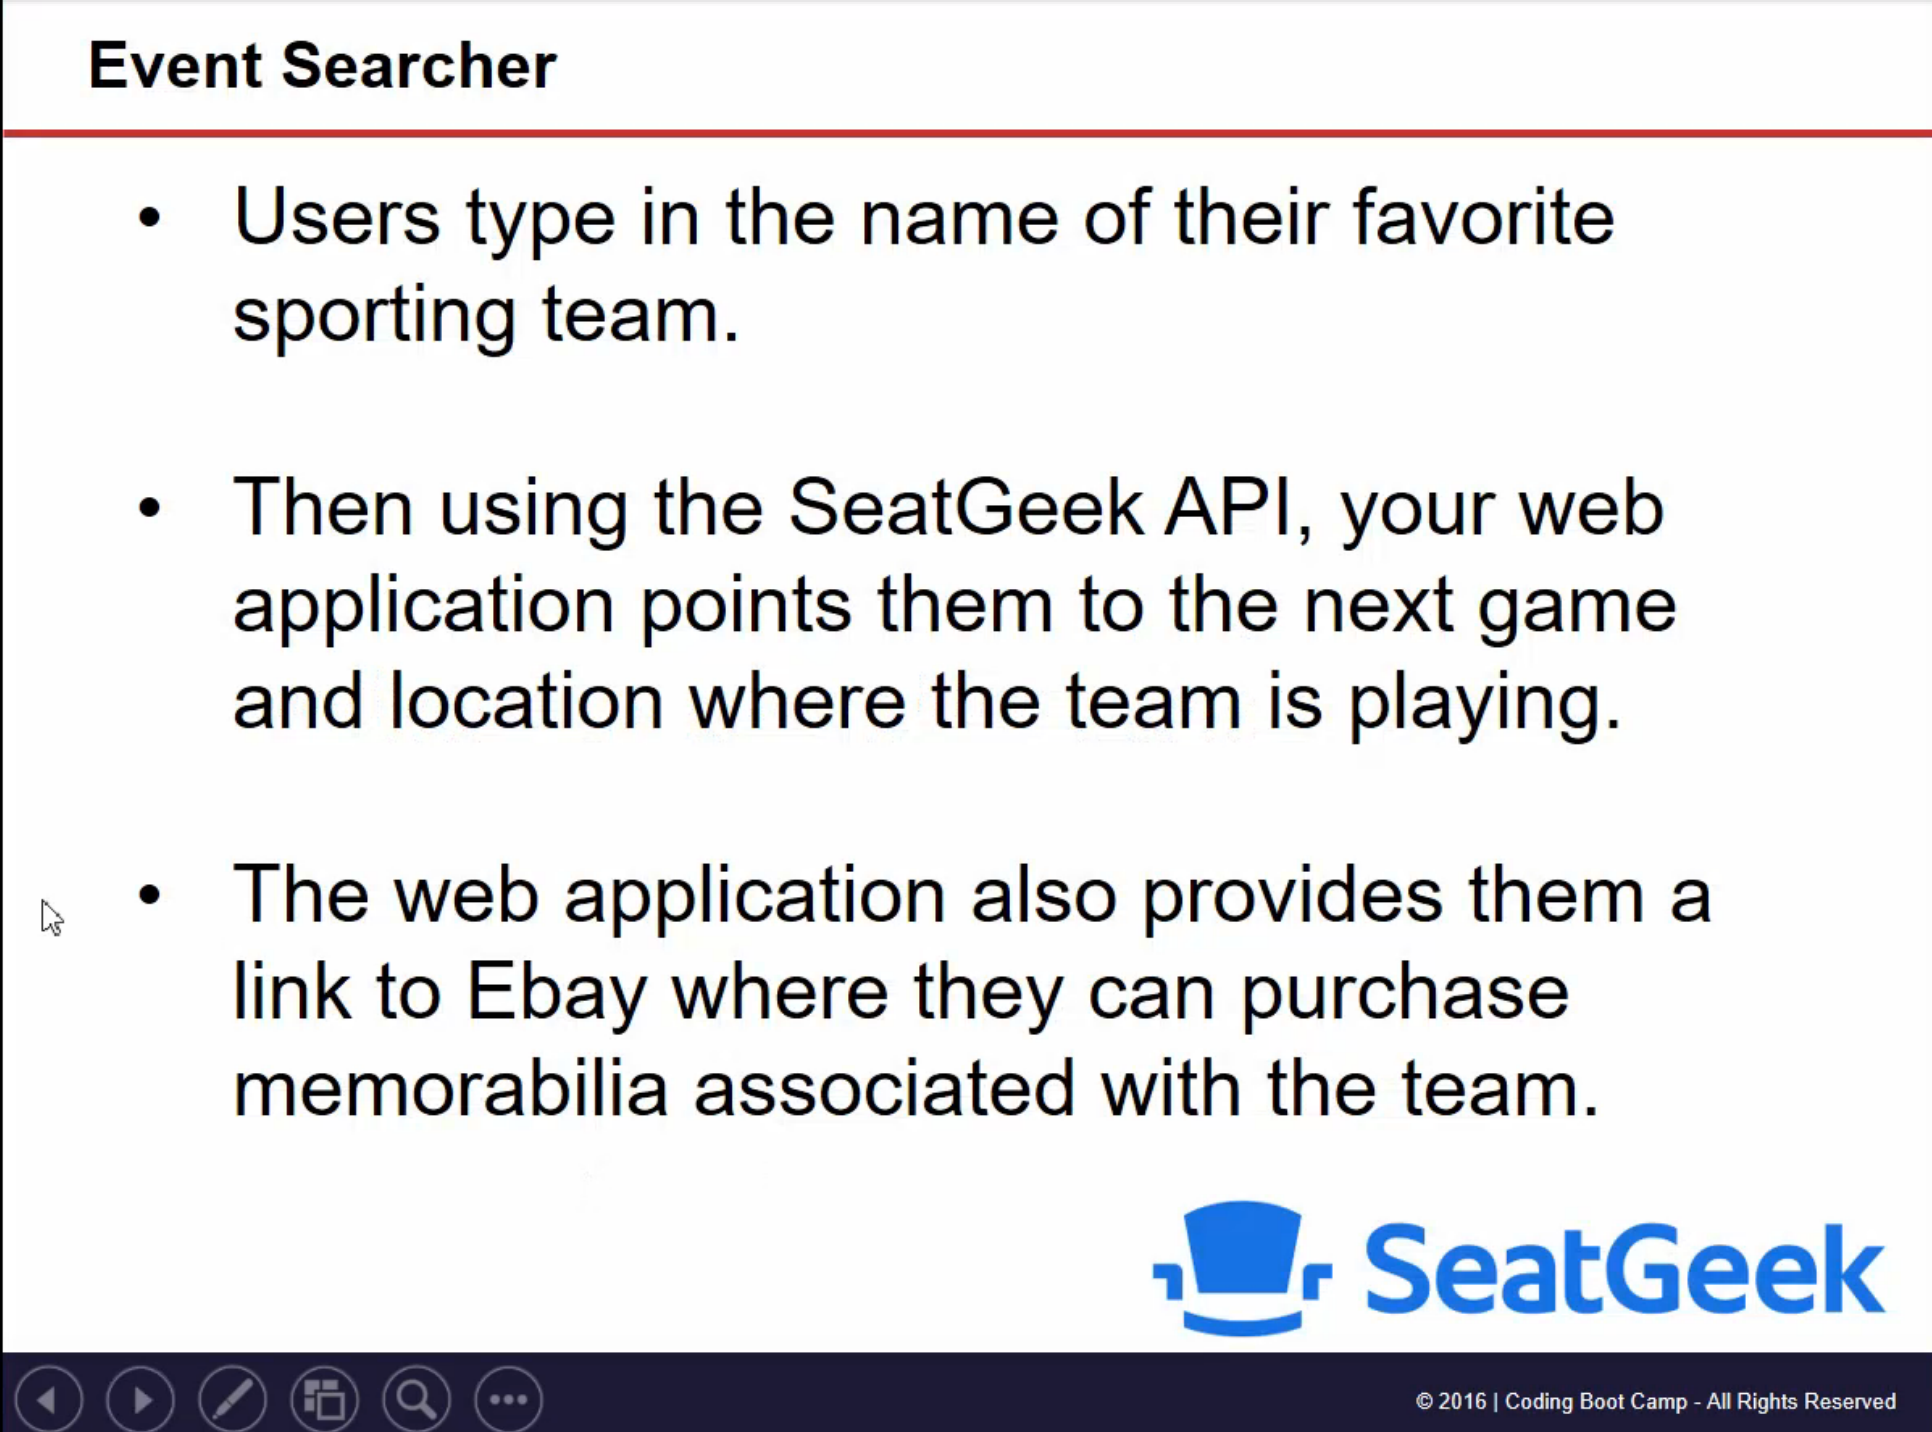 Event Searcher
• Users type in the name of their favorite
sporting team.
• Then using the SeatGeek API, your web
application points them to the next game
and location where the team is playing.
• The web application also provides them a
link to Ebay where they can purchase
memorabilia associated with the team.
SeatGeek
© 2016 | Coding Boot Camp - All Rights Reserved